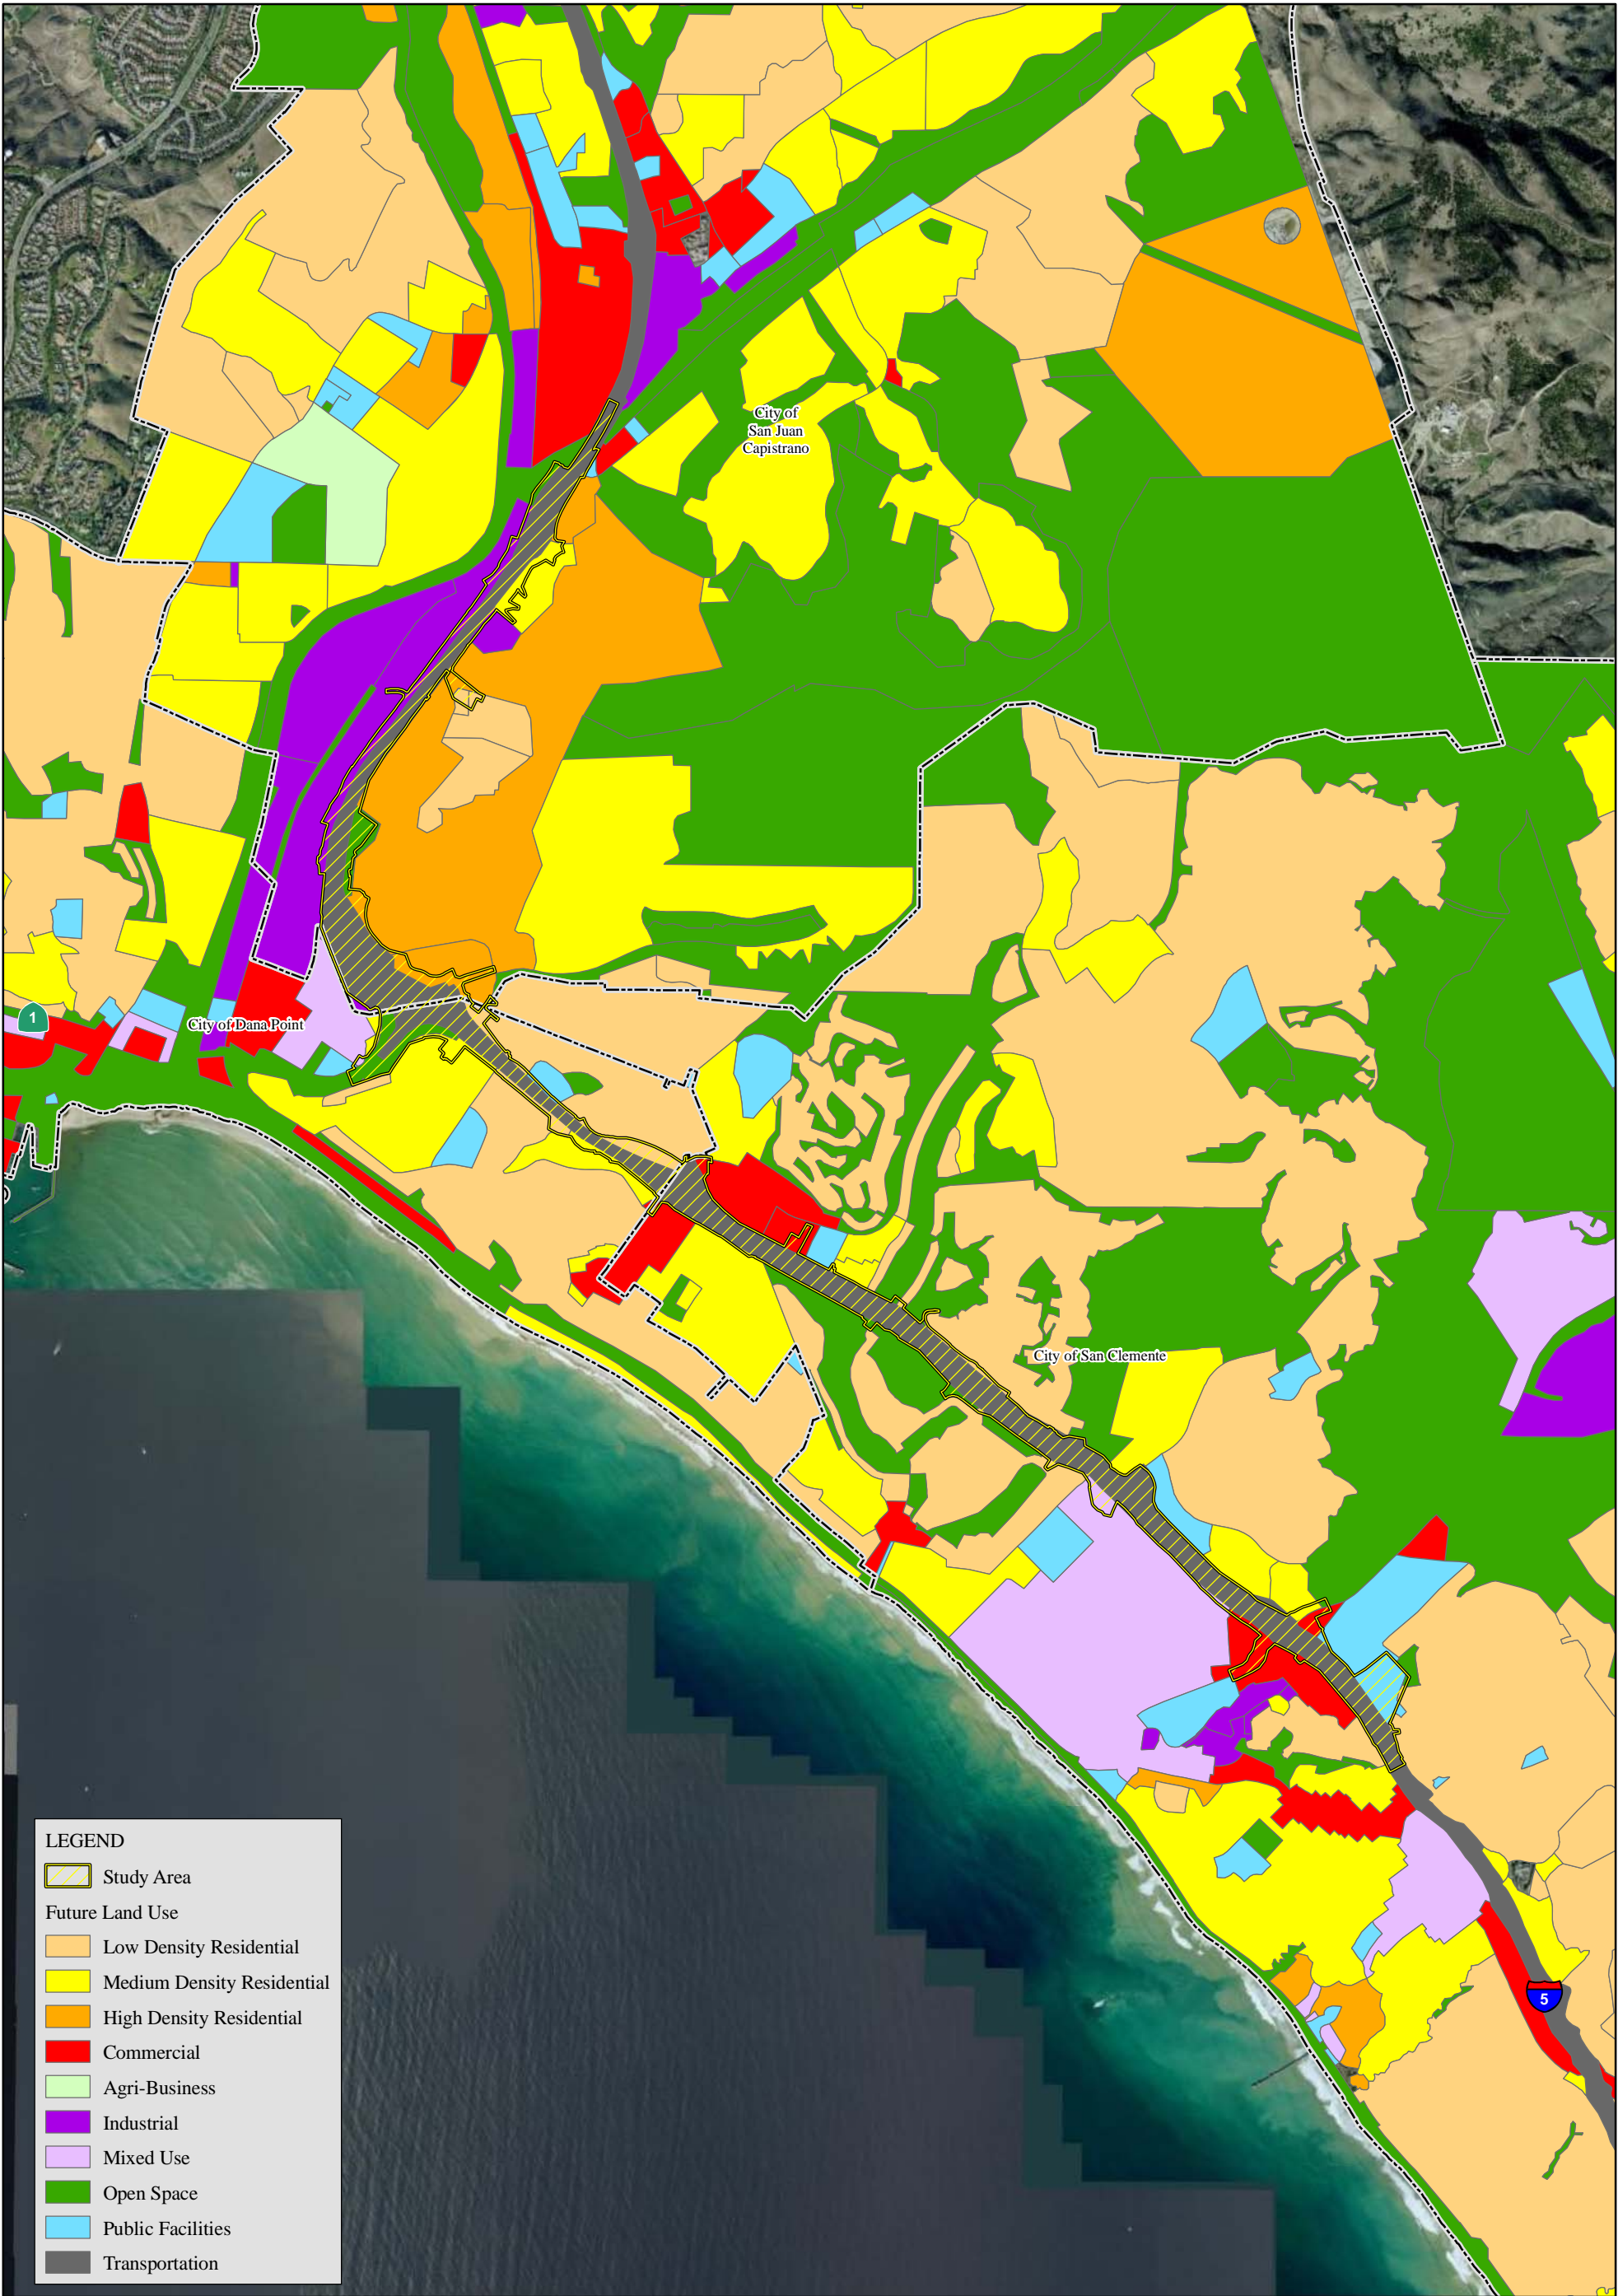 City of
San Juan
Capistrano
1
City of Dana Point
City of San Clemente
5
LEGEND
Study Area
Future Land Use
Low Density Residential
Medium Density Residential
High Density Residential
Commercial
Agri-Business
Industrial
Mixed Use
Open Space
Public Facilities
Transportation